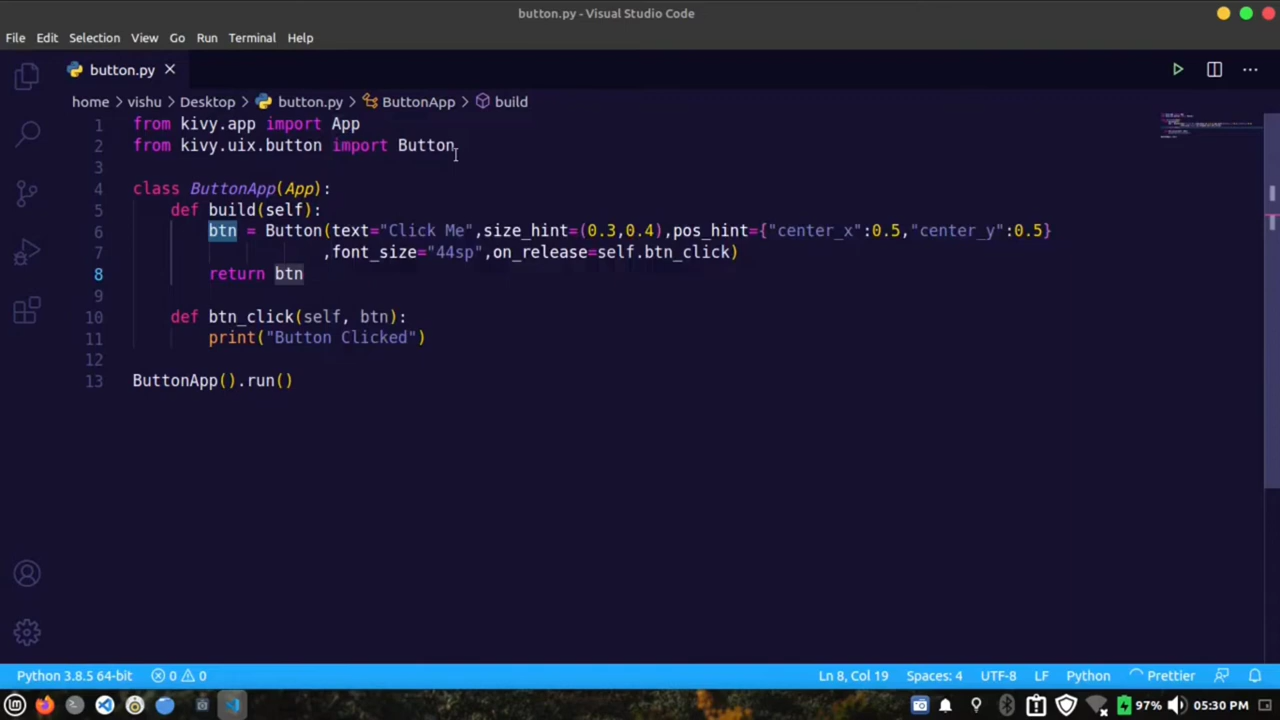 button.py - Visual Studio Code
File Edit Selection View Go Run Terminal Help
button.py
home > vishu > Desktop > button.py > ButtonApp > build
1 from kivy.app import App
2 from kivy.uix.button import Button
3
4 class ButtonApp(App):
5 def build(self):
6 btn = Button(text="Click Me",size_hint=(0.3,0.4),pos_hint={"center_x":0.5,"center_y":0.5}
7 ,font_size="44sp",on_release=self.btn_click)
8 return btn
9
10 def btn_click(self, btn):
11 print("Button Clicked")
12
13 ButtonApp().run()
Python 3.8.5 64-bit 0 0 Ln 8, Col 19 Spaces: 4 UTF-8 LF Python Prettier
97% 05:30 PM